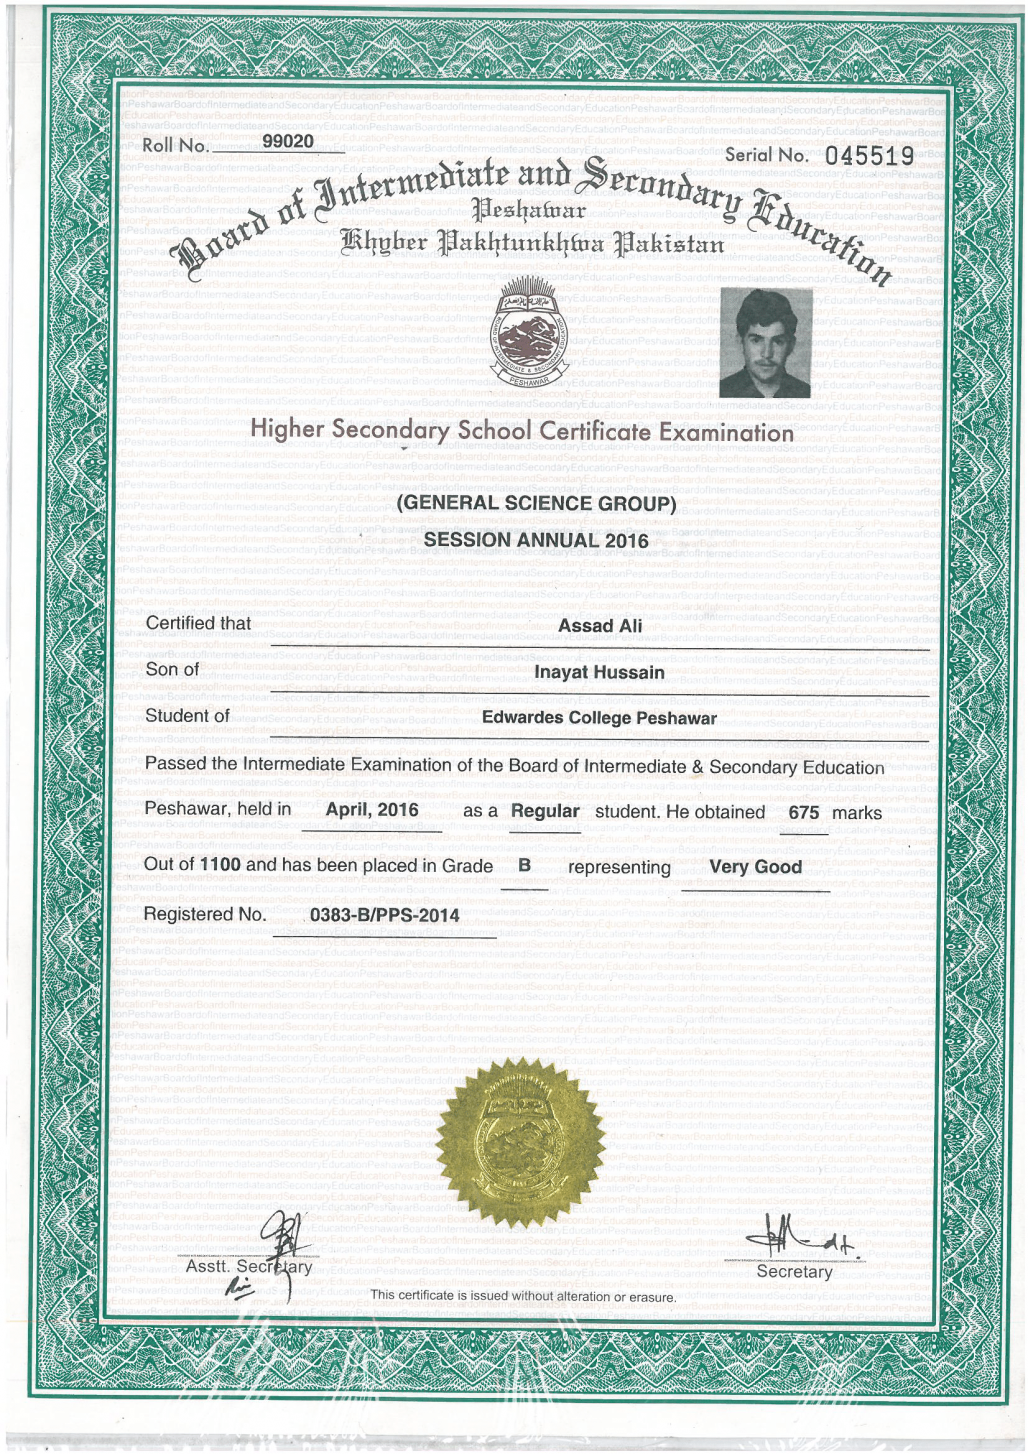 Roll No. 99020
Serial No. 045519
Board of Intermediate and Secondary Education
Peshawar
Khyber Pakhtunkhwa Pakistan
BOARD OF INTERMEDIATE & SECONDARY EDUCATION
PESHAWAR
Higher Secondary School Certificate Examination
(GENERAL SCIENCE GROUP)
SESSION ANNUAL 2016
Certified that Assad Ali
Son of Inayat Hussain
Student of Edwardes College Peshawar
Passed the Intermediate Examination of the Board of Intermediate & Secondary Education
Peshawar, held in April, 2016 as a Regular student. He obtained 675 marks
Out of 1100 and has been placed in Grade B representing Very Good
Registered No. 0383-B/PPS-2014
Asstt. Secretary
Secretary
This certificate is issued without alteration or erasure.